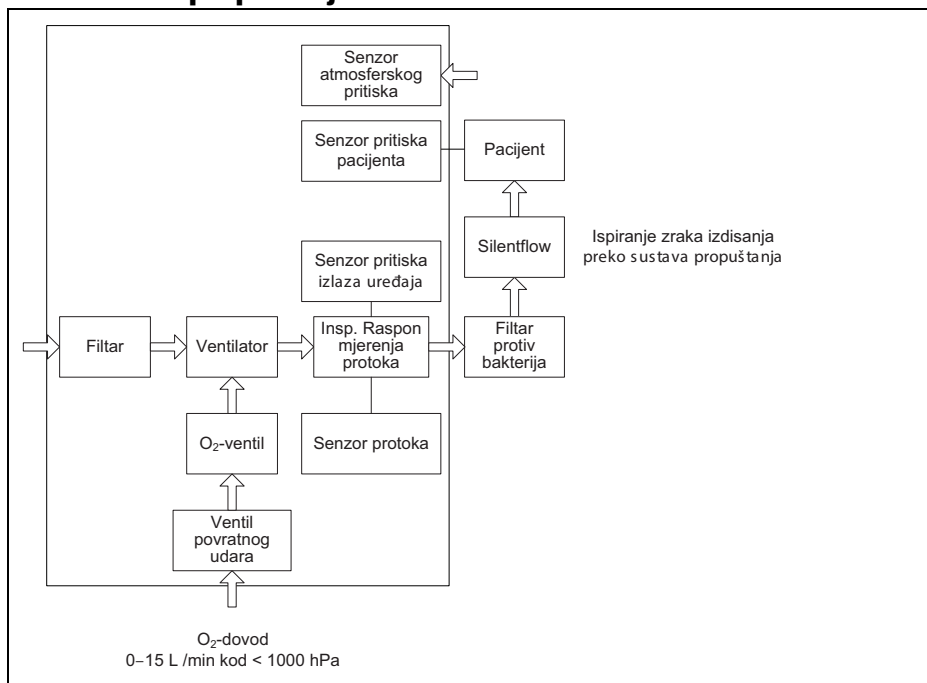 Senzor
atmosferskog
pritiska
Senzor pritiska
pacijenta
Pacijent
Silentflow
Ispiranje zraka izdisanja
preko sustava propuštanja
Senzor pritiska
izlaza uređaja
Filtar
Ventilator
Insp. Raspon
mjerenja
protoka
Filtar
protiv
bakterija
O₂-ventil
Senzor protoka
Ventil
povratnog
udara
O₂-dovod
0–15 L /min kod < 1000 hPa